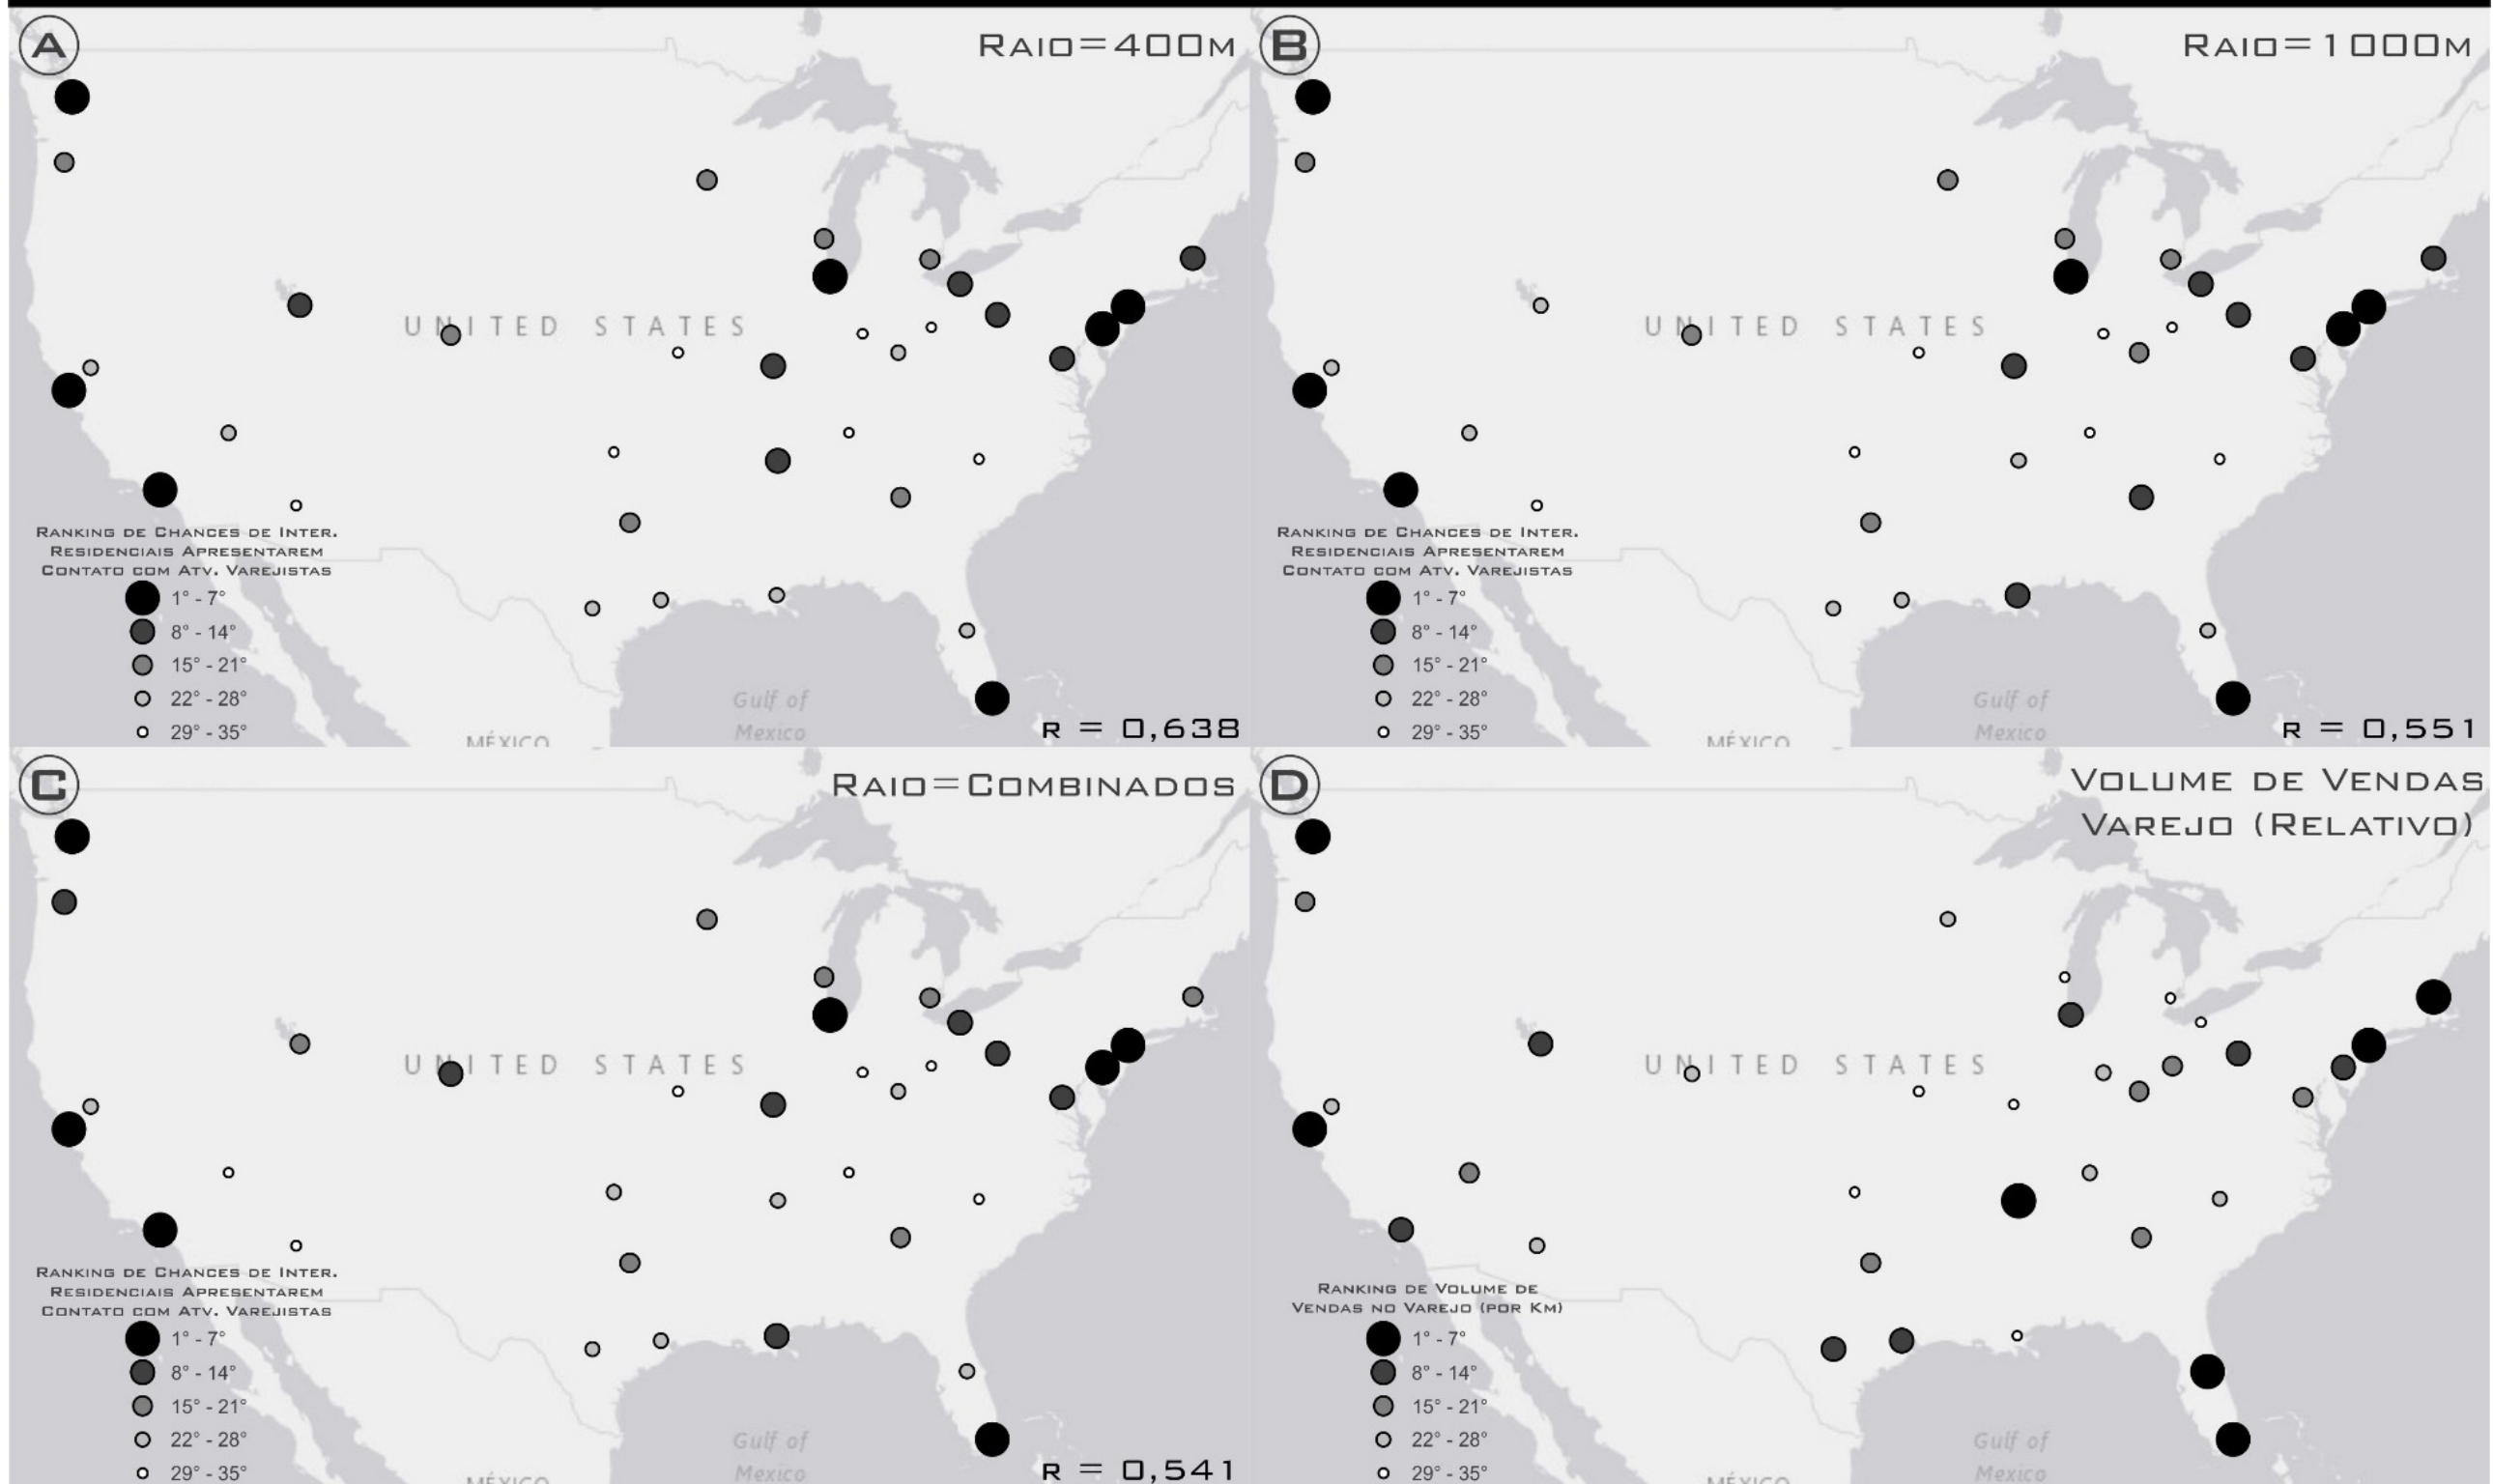 A
RAIO=400M
UNITED STATES
RANKING DE CHANCES DE INTER.
RESIDENCIAIS APRESENTAREM
CONTATO COM ATV. VAREJISTAS
1° - 7°
8° - 14°
15° - 21°
22° - 28°
29° - 35°
Gulf of
Mexico
MÉXICO
R = 0,638
B
RAIO=1000M
UNITED STATES
RANKING DE CHANCES DE INTER.
RESIDENCIAIS APRESENTAREM
CONTATO COM ATV. VAREJISTAS
1° - 7°
8° - 14°
15° - 21°
22° - 28°
29° - 35°
Gulf of
Mexico
MÉXICO
R = 0,551
C
RAIO=COMBINADOS
UNITED STATES
RANKING DE CHANCES DE INTER.
RESIDENCIAIS APRESENTAREM
CONTATO COM ATV. VAREJISTAS
1° - 7°
8° - 14°
15° - 21°
22° - 28°
29° - 35°
Gulf of
Mexico
MÉXICO
R = 0,541
D
VOLUME DE VENDAS
VAREJO (RELATIVO)
UNITED STATES
RANKING DE VOLUME DE
VENDAS NO VAREJO (POR KM)
1° - 7°
8° - 14°
15° - 21°
22° - 28°
29° - 35°
Gulf of
Mexico
MÉXICO